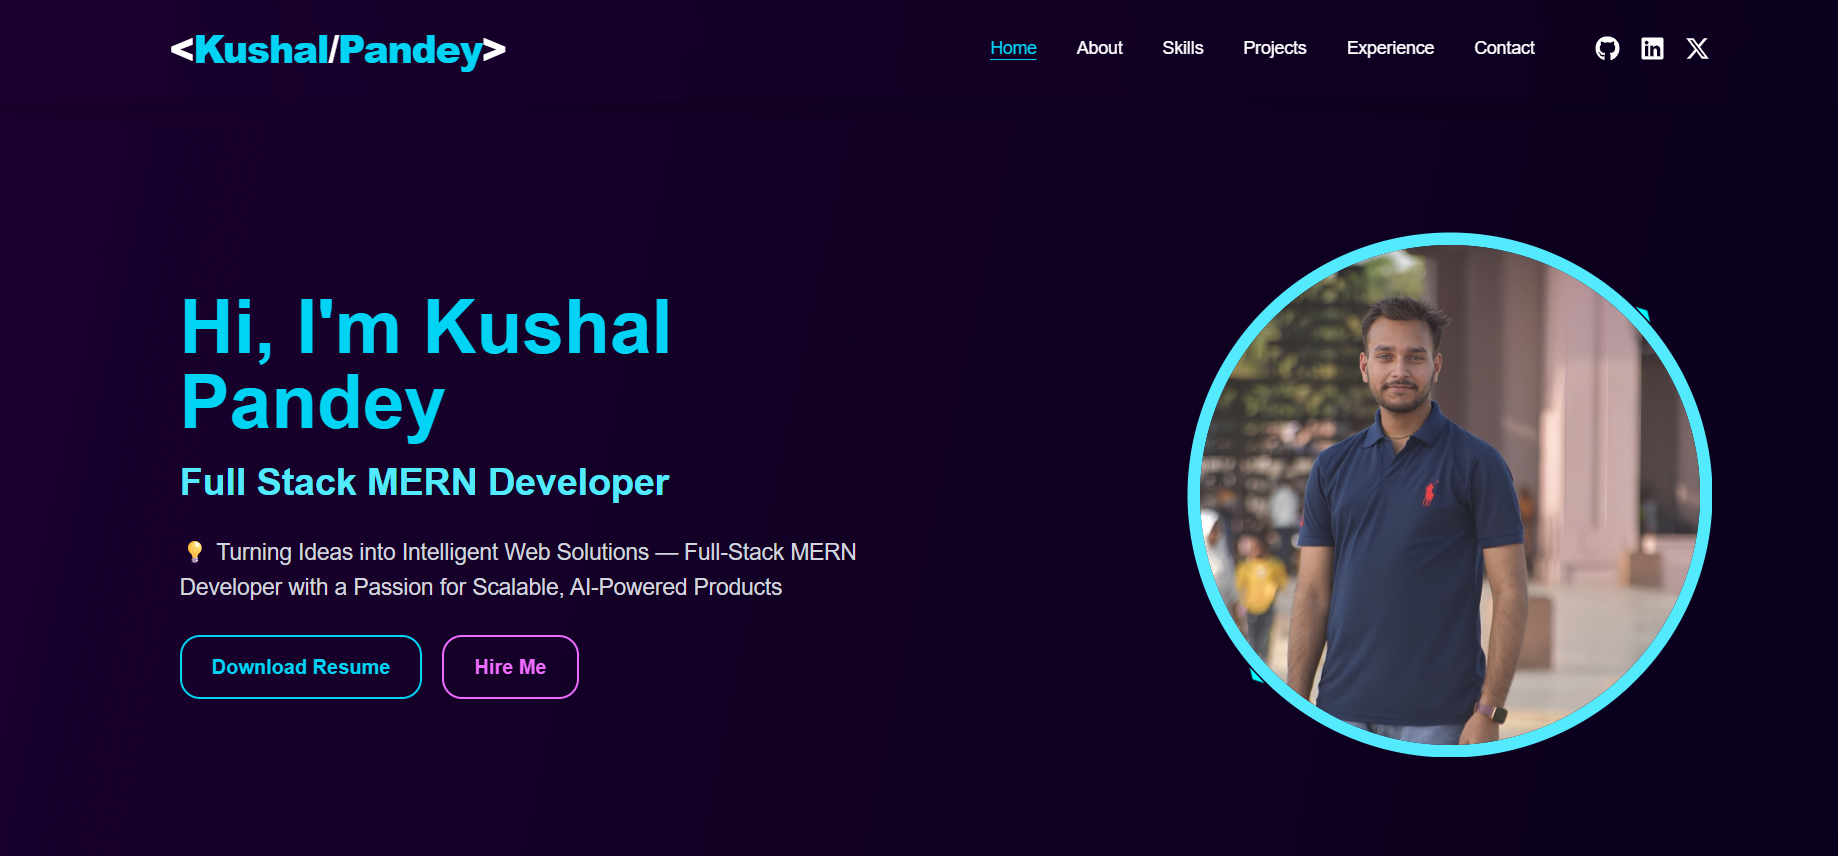 <Kushal/Pandey>
Home About Skills Projects Experience Contact
Hi, I'm Kushal
Pandey
Full Stack MERN Developer
💡 Turning Ideas into Intelligent Web Solutions — Full-Stack MERN
Developer with a Passion for Scalable, AI-Powered Products
Download Resume Hire Me